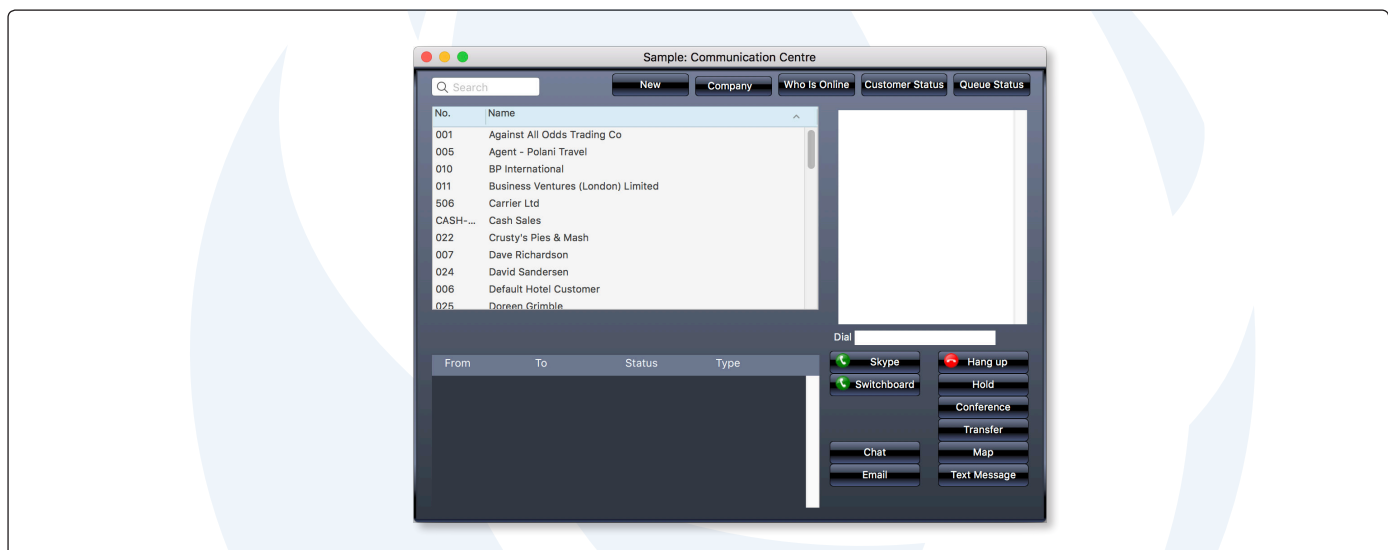 Sample: Communication Centre
Search
New Company Who Is Online Customer Status Queue Status
No. Name
001 Against All Odds Trading Co
005 Agent - Polani Travel
010 BP International
011 Business Ventures (London) Limited
506 Carrier Ltd
CASH-... Cash Sales
022 Crusty's Pies & Mash
007 Dave Richardson
024 David Sandersen
006 Default Hotel Customer
025 Doreen Grimble
Dial
From To Status Type
Skype Hang up
Switchboard Hold
Conference
Transfer
Chat Map
Email Text Message